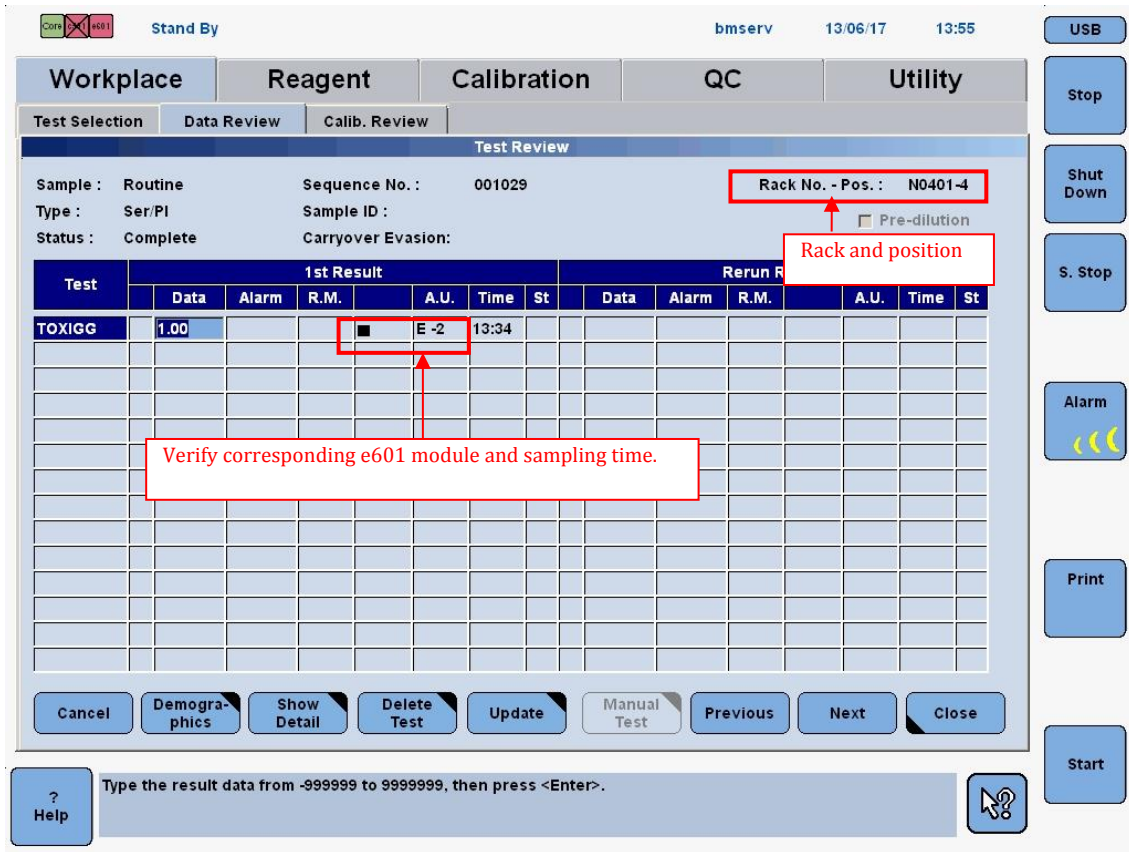 Core c501 e601 Stand By bmserv 13/06/17 13:55 USB
Workplace Reagent Calibration QC Utility
Stop
Test Selection Data Review Calib. Review
Test Review
Sample : Routine Sequence No. : 001029 Rack No. - Pos. : N0401-4
Shut
Down
Type : Ser/Pl Sample ID : Pre-dilution
Status : Complete Carryover Evasion:
Rack and position
S. Stop
Test 1st Result Rerun R
Data Alarm R.M. A.U. Time St Data Alarm R.M. A.U. Time St
TOXIGG 1.00 E -2 13:34
Alarm
Verify corresponding e601 module and sampling time.
Print
Cancel
Demogra-
phics
Show
Detail
Delete
Test
Update
Manual
Test
Previous
Next
Close
Start
?
Help
Type the result data from -999999 to 9999999, then press <Enter>.
?